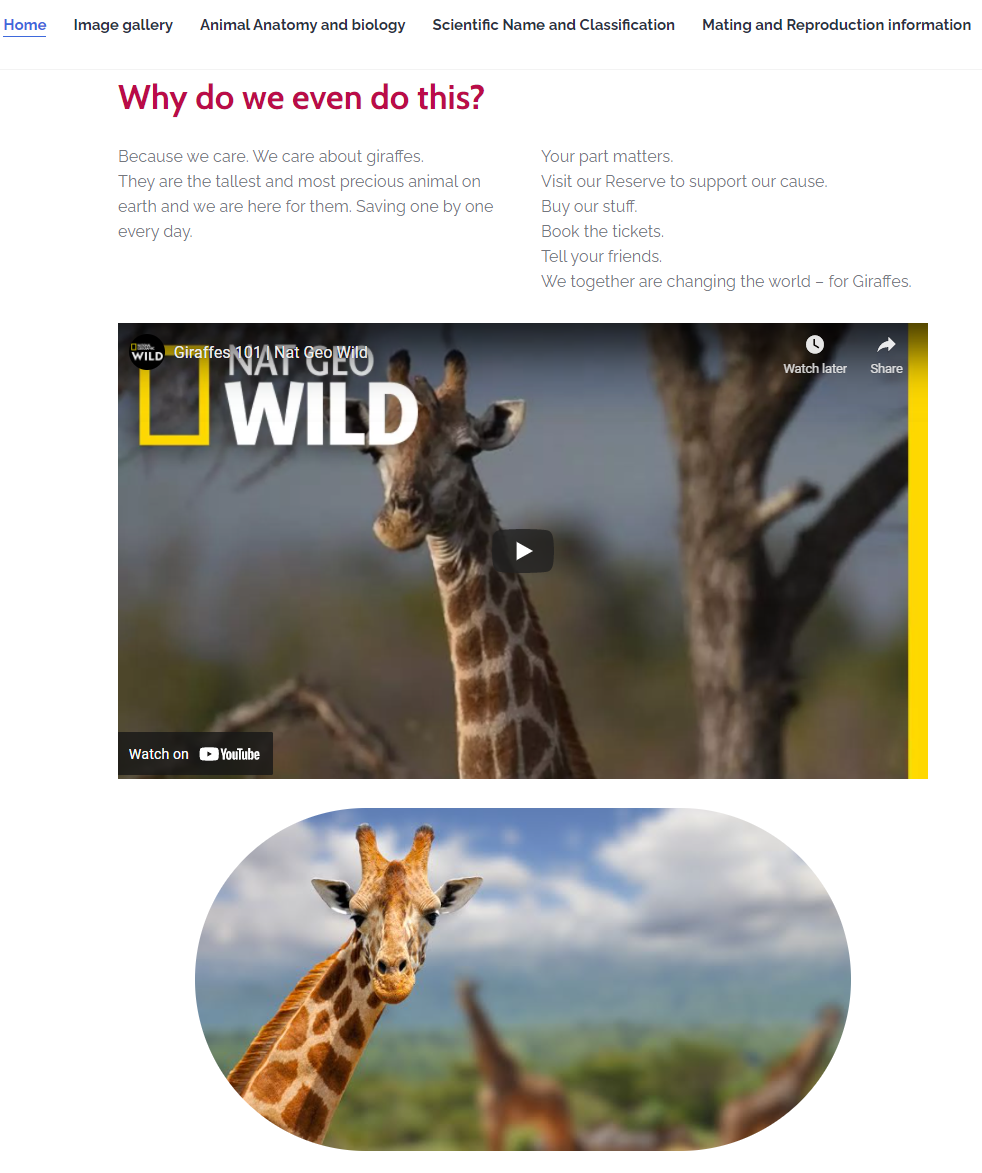 Home Image gallery Animal Anatomy and biology Scientific Name and Classification Mating and Reproduction information
Why do we even do this?
Because we care. We care about giraffes.
They are the tallest and most precious animal on
earth and we are here for them. Saving one by one
every day.
Your part matters.
Visit our Reserve to support our cause.
Buy our stuff.
Book the tickets.
Tell your friends.
We together are changing the world – for Giraffes.
WILD
Giraffes 101 | Nat Geo Wild
Watch later Share
NAT GEO
WILD
Watch on YouTube